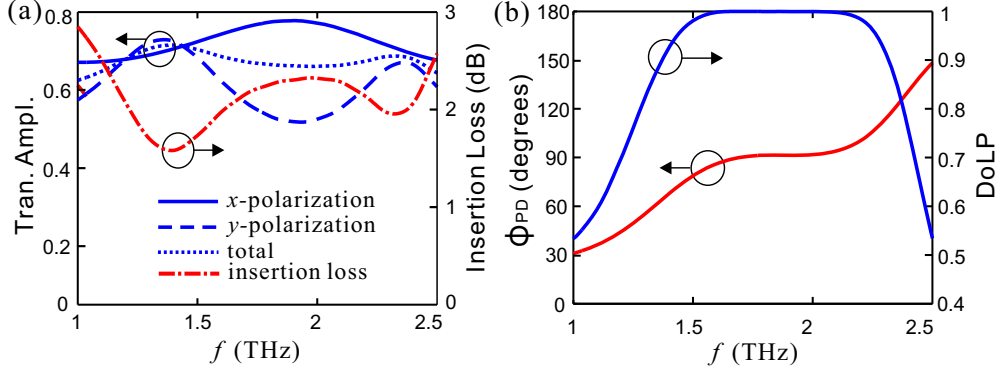 (a)
Tran. Ampl.
0.8
0.6
0.4
0.2
0
1
1.5
2
2.5
f (THz)
3
2
1
0
Insertion Loss (dB)
x-polarization
y-polarization
total
insertion loss
(b)
ϕPD (degrees)
180
150
120
90
60
30
0
1
1.5
2
2.5
f (THz)
1
0.9
0.8
0.7
0.6
0.5
0.4
DoLP